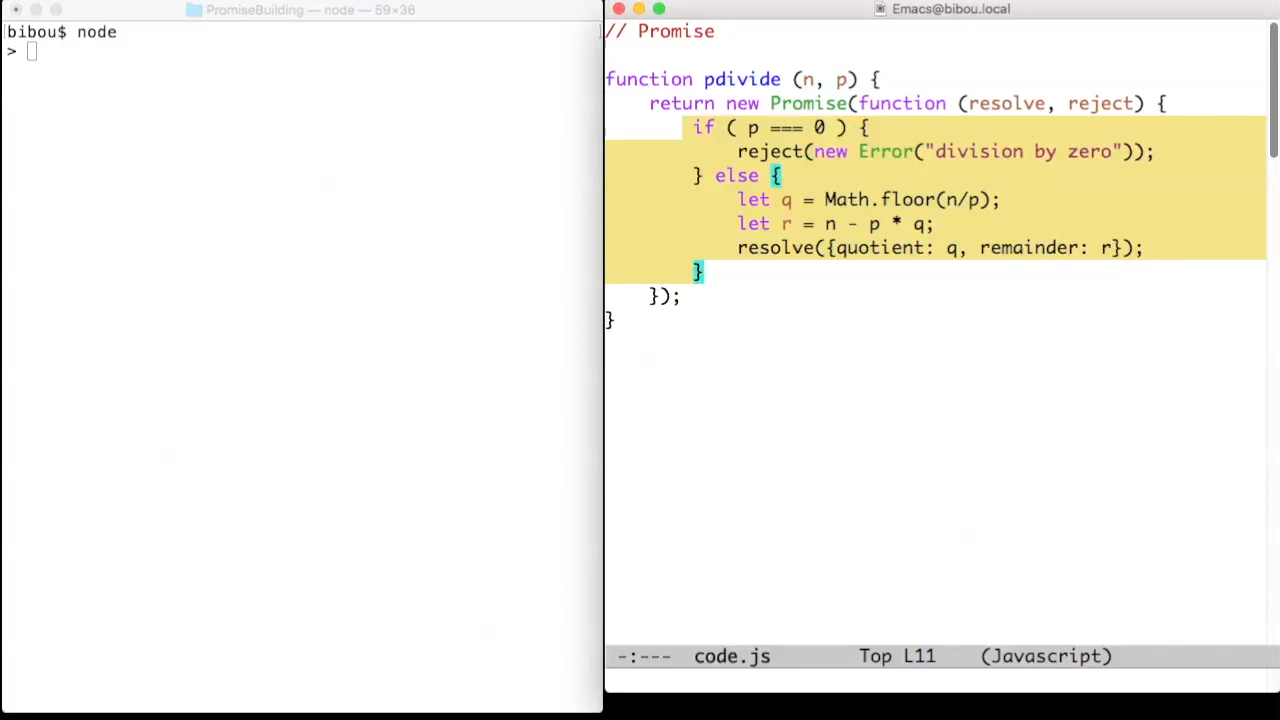 PromiseBuilding — node — 59×36
bibou$ node
>
Emacs@bibou.local
// Promise
function pdivide (n, p) {
return new Promise(function (resolve, reject) {
if ( p === 0 ) {
reject(new Error("division by zero"));
} else {
let q = Math.floor(n/p);
let r = n - p * q;
resolve({quotient: q, remainder: r});
}
});
}
-:--- code.js Top L11 (Javascript)